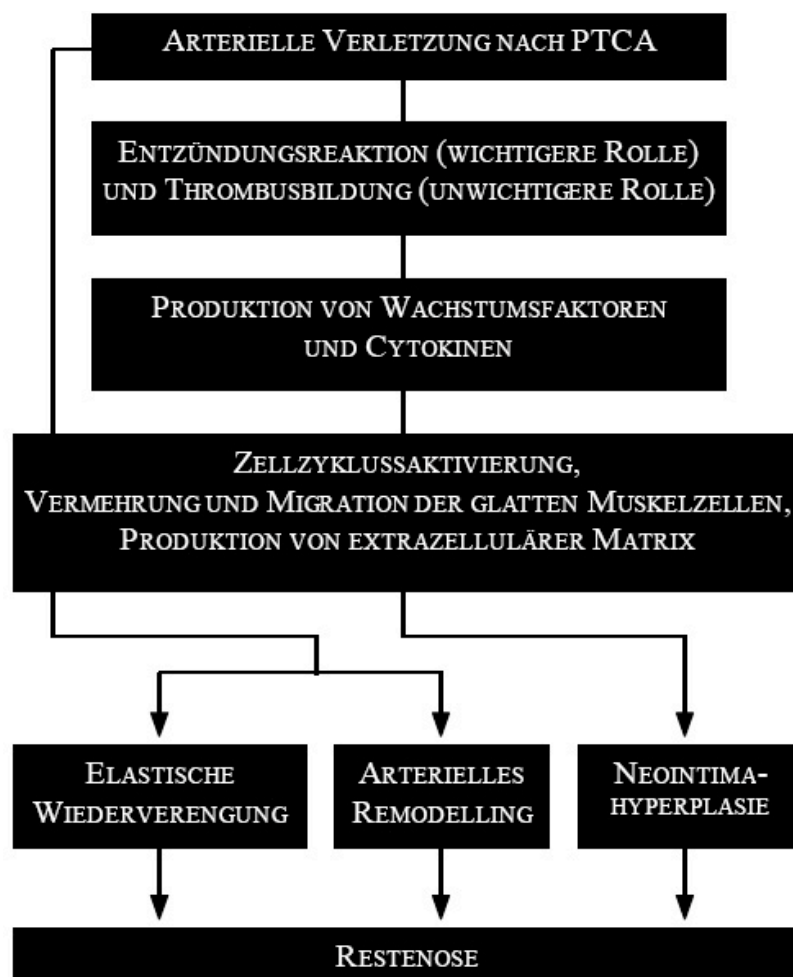 ARTERIELLE VERLETZUNG NACH PTCA
ENTZÜNDUNGSREAKTION (WICHTIGERE ROLLE)
UND THROMBUSBILDUNG (UNWICHTIGERE ROLLE)
PRODUKTION VON WACHSTUMSFAKTOREN
UND CYTOKINEN
ZELLZYKLUSSAKTIVIERUNG,
VERMEHRUNG UND MIGRATION DER GLATTEN MUSKELZELLEN,
PRODUKTION VON EXTRAZELLULÄRER MATRIX
ELASTISCHE
WIEDERVERENGUNG
ARTERIELLES
REMODELLING
NEOINTIMA-
HYPERPLASIE
RESTENOSE